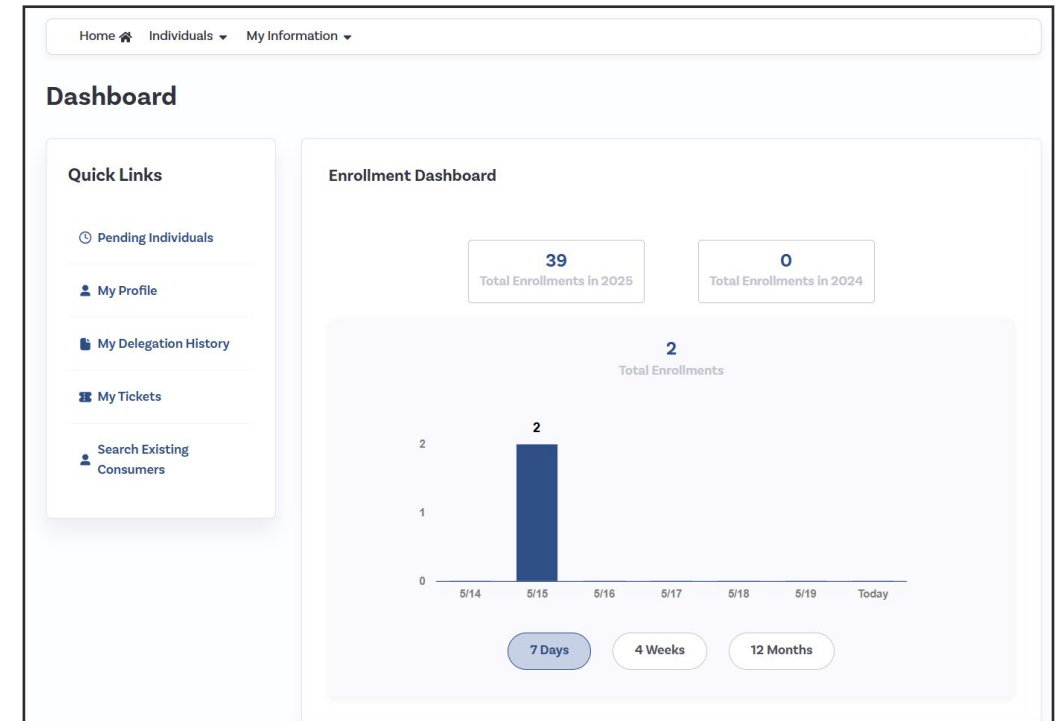 Home Individuals My Information
Dashboard
Quick Links
Pending Individuals
My Profile
My Delegation History
My Tickets
Search Existing
Consumers
Enrollment Dashboard
39
Total Enrollments in 2025
0
Total Enrollments in 2024
2
Total Enrollments
2
2
1
0
5/14 5/15 5/16 5/17 5/18 5/19 Today
7 Days 4 Weeks 12 Months